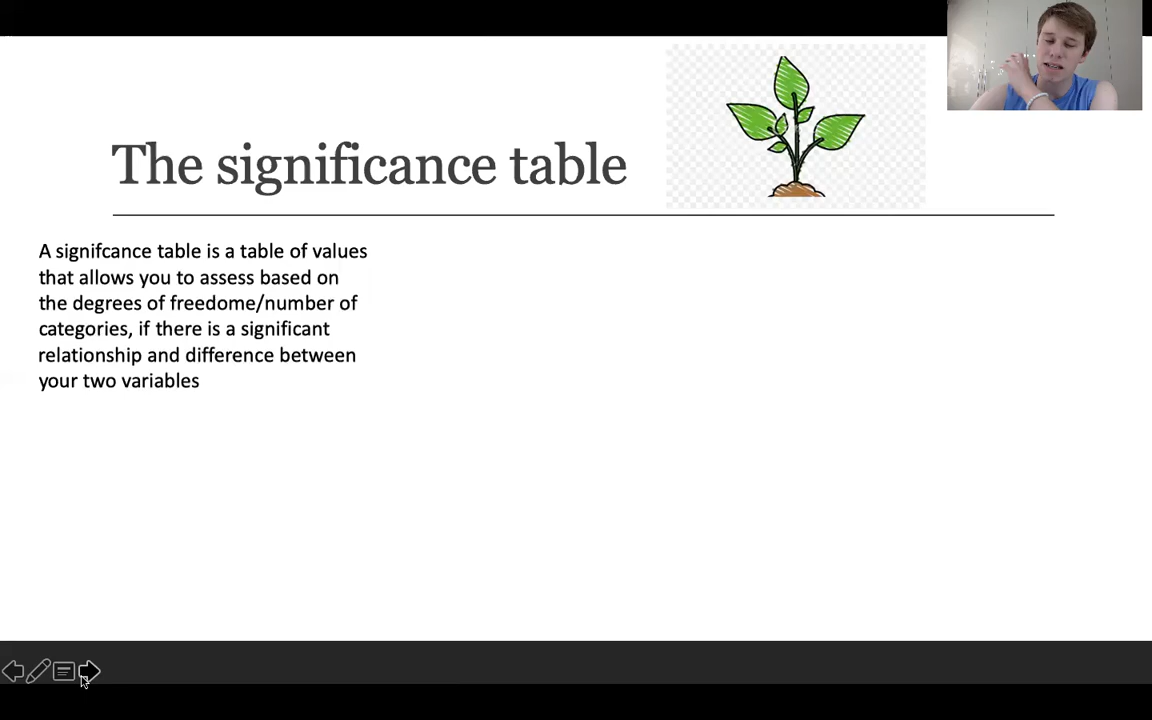 The significance table
A signifcance table is a table of values
that allows you to assess based on
the degrees of freedome/number of
categories, if there is a significant
relationship and difference between
your two variables